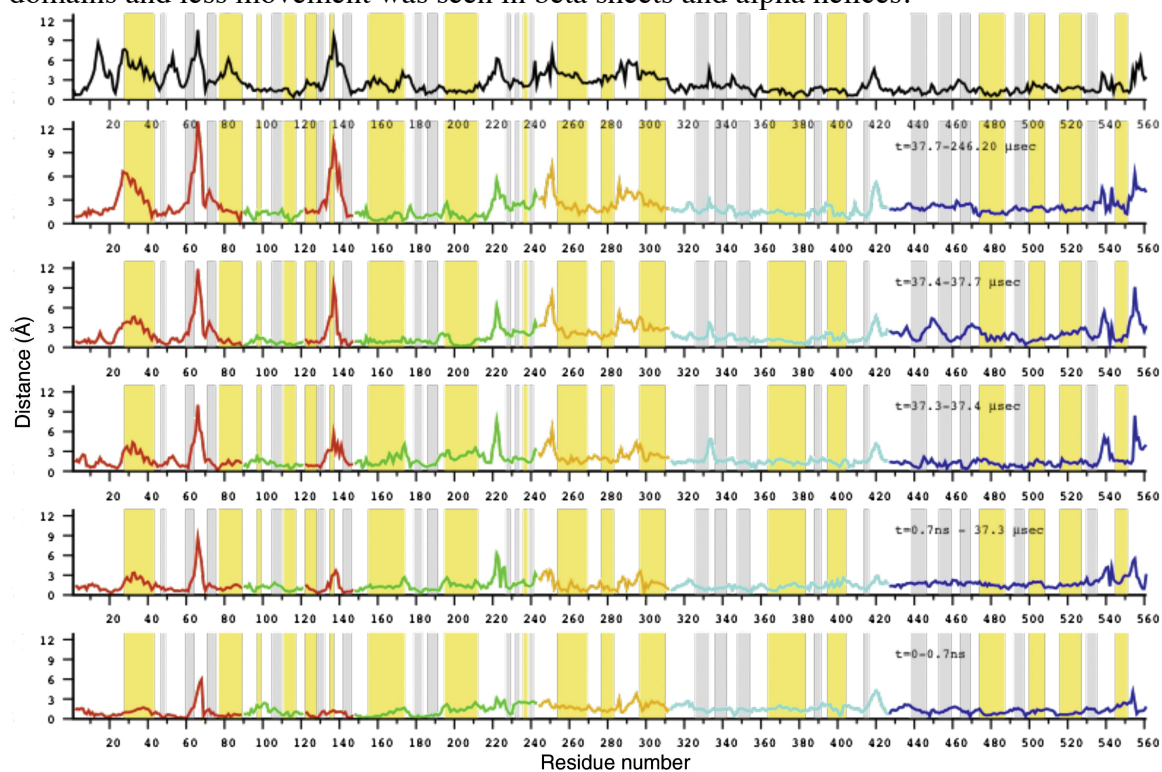 domains and less movement was seen in beta sheets and alpha helices.
12
9
6
3
0
20 40 60 80 100 120 140 160 180 200 220 240 260 280 300 320 340 360 380 400 420 440 460 480 500 520 540 560
12
t=37.7-246.20 µsec
9
6
3
0
20 40 60 80 100 120 140 160 180 200 220 240 260 280 300 320 340 360 380 400 420 440 460 480 500 520 540 560
12
t=37.4-37.7 µsec
9
6
3
0
20 40 60 80 100 120 140 160 180 200 220 240 260 280 300 320 340 360 380 400 420 440 460 480 500 520 540 560
Distance (Å)
12
t=37.3-37.4 µsec
9
6
3
0
20 40 60 80 100 120 140 160 180 200 220 240 260 280 300 320 340 360 380 400 420 440 460 480 500 520 540 560
12
t=0.7ns - 37.3 µsec
9
6
3
0
20 40 60 80 100 120 140 160 180 200 220 240 260 280 300 320 340 360 380 400 420 440 460 480 500 520 540 560
12
t=0-0.7ns
9
6
3
0
20 40 60 80 100 120 140 160 180 200 220 240 260 280 300 320 340 360 380 400 420 440 460 480 500 520 540 560
Residue number